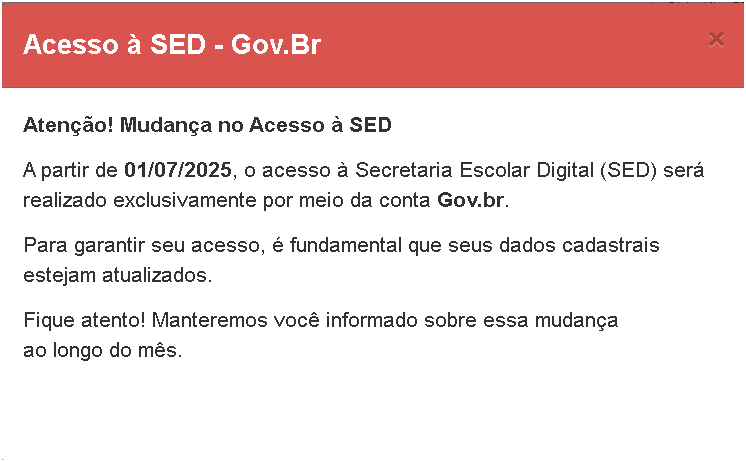 Acesso à SED - Gov.Br
×
Atenção! Mudança no Acesso à SED
A partir de 01/07/2025, o acesso à Secretaria Escolar Digital (SED) será
realizado exclusivamente por meio da conta Gov.br.
Para garantir seu acesso, é fundamental que seus dados cadastrais
estejam atualizados.
Fique atento! Manteremos você informado sobre essa mudança
ao longo do mês.